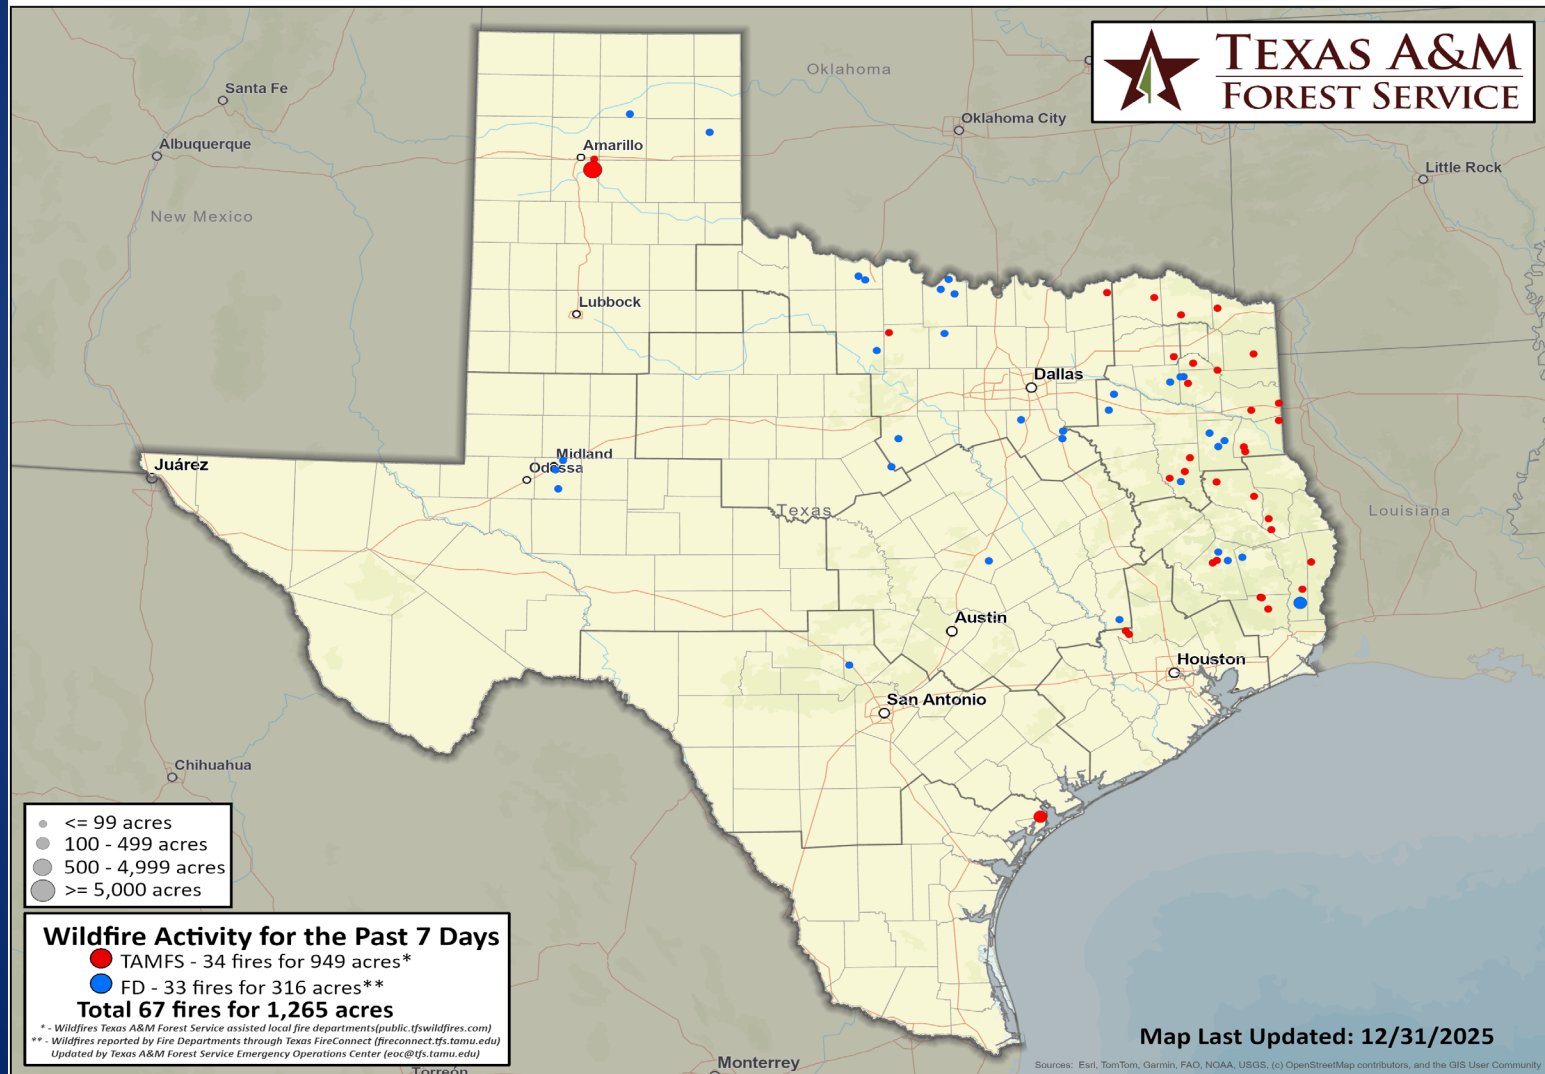 TEXAS A&M
FOREST SERVICE
Oklahoma
Santa Fe
Oklahoma City
Albuquerque
Amarillo
Little Rock
New Mexico
Lubbock
Dallas
Midland
Juárez
Odessa
Texas
Louisiana
Austin
Houston
San Antonio
Chihuahua
<= 99 acres
100 - 499 acres
500 - 4,999 acres
>= 5,000 acres
Wildfire Activity for the Past 7 Days
TAMFS - 34 fires for 949 acres*
FD - 33 fires for 316 acres**
Total 67 fires for 1,265 acres
* - Wildfires Texas A&M Forest Service assisted local fire departments(public.tfswildfires.com)
** - Wildfires reported by Fire Departments through Texas FireConnect (fireconnect.tfs.tamu.edu)
Updated by Texas A&M Forest Service Emergency Operations Center (eoc@tfs.tamu.edu)
Map Last Updated: 12/31/2025
Monterrey
Sources: Esri, TomTom, Garmin, FAO, NOAA, USGS, (c) OpenStreetMap contributors, and the GIS User Community
Torreón